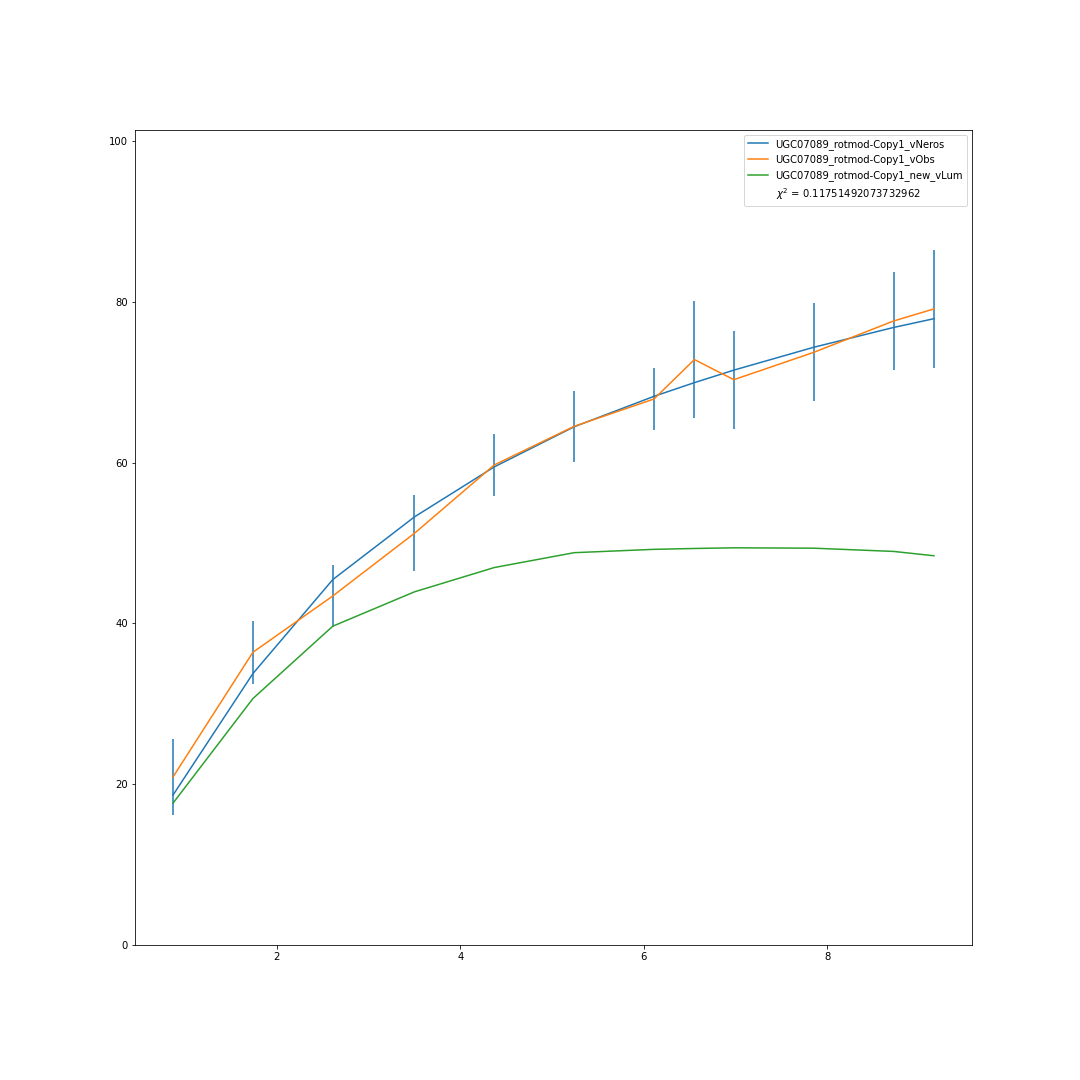 100
80
60
40
20
0
2 4 6 8
UGC07089_rotmod-Copy1_vNeros
UGC07089_rotmod-Copy1_vObs
UGC07089_rotmod-Copy1_new_vLum
χ² = 0.11751492073732962